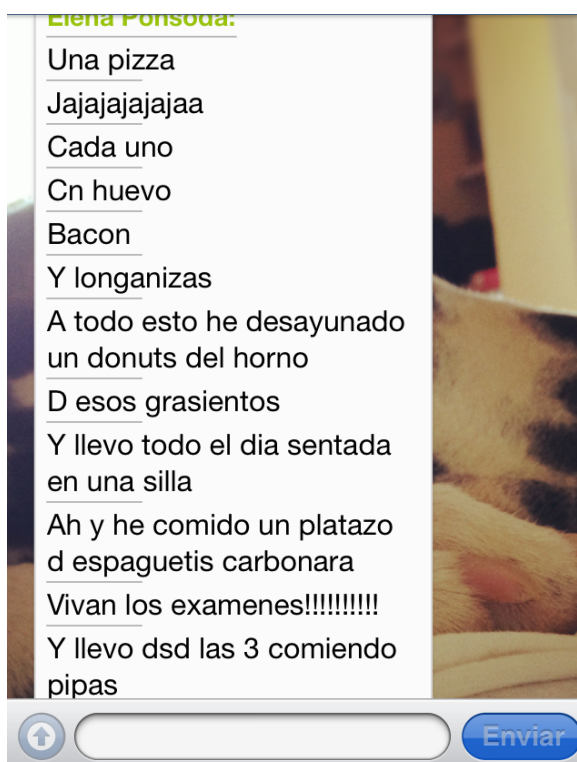 Elena Ponsoda:
Una pizza
Jajajajajajaa
Cada uno
Cn huevo
Bacon
Y longanizas
A todo esto he desayunado
un donuts del horno
D esos grasientos
Y llevo todo el dia sentada
en una silla
Ah y he comido un platazo
d espaguetis carbonara
Vivan los examenes!!!!!!!!!!
Y llevo dsd las 3 comiendo
pipas
Enviar